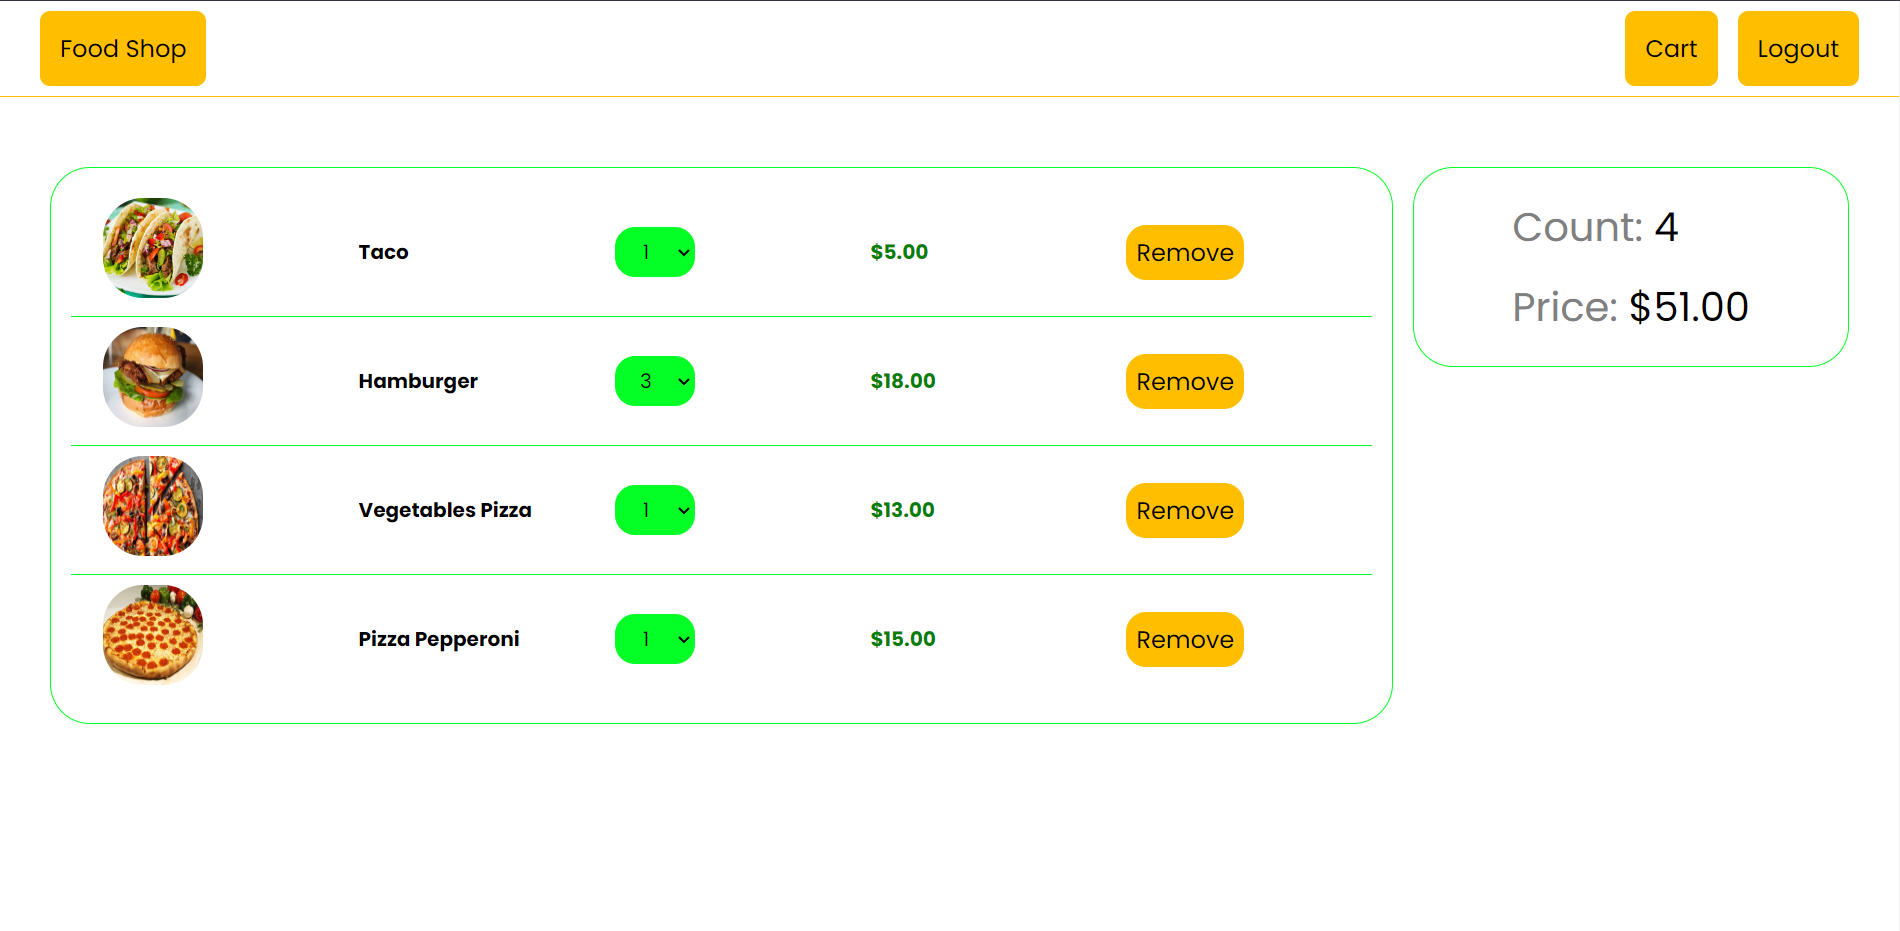 Food Shop
Cart
Logout
Taco
1
$5.00
Remove
Hamburger
3
$18.00
Remove
Vegetables Pizza
1
$13.00
Remove
Pizza Pepperoni
1
$15.00
Remove
Count: 4
Price: $51.00